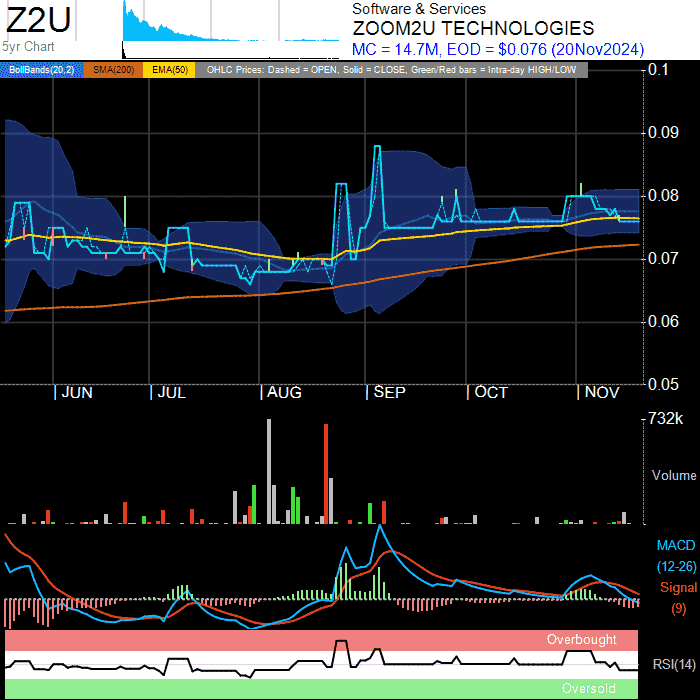 Z2U
5yr Chart
Software & Services
ZOOM2U TECHNOLOGIES
MC = 14.7M, EOD = $0.076 (20Nov2024)
BollBands(20,2) SMA(200) EMA(50) OHLC Prices: Dashed = OPEN, Solid = CLOSE, Green/Red bars = Intra-day HIGH/LOW
0.1
0.09
0.08
0.07
0.06
0.05
JUN JUL AUG SEP OCT NOV
732k
Volume
MACD
(12-26)
Signal
(9)
Overbought
RSI(14)
Oversold